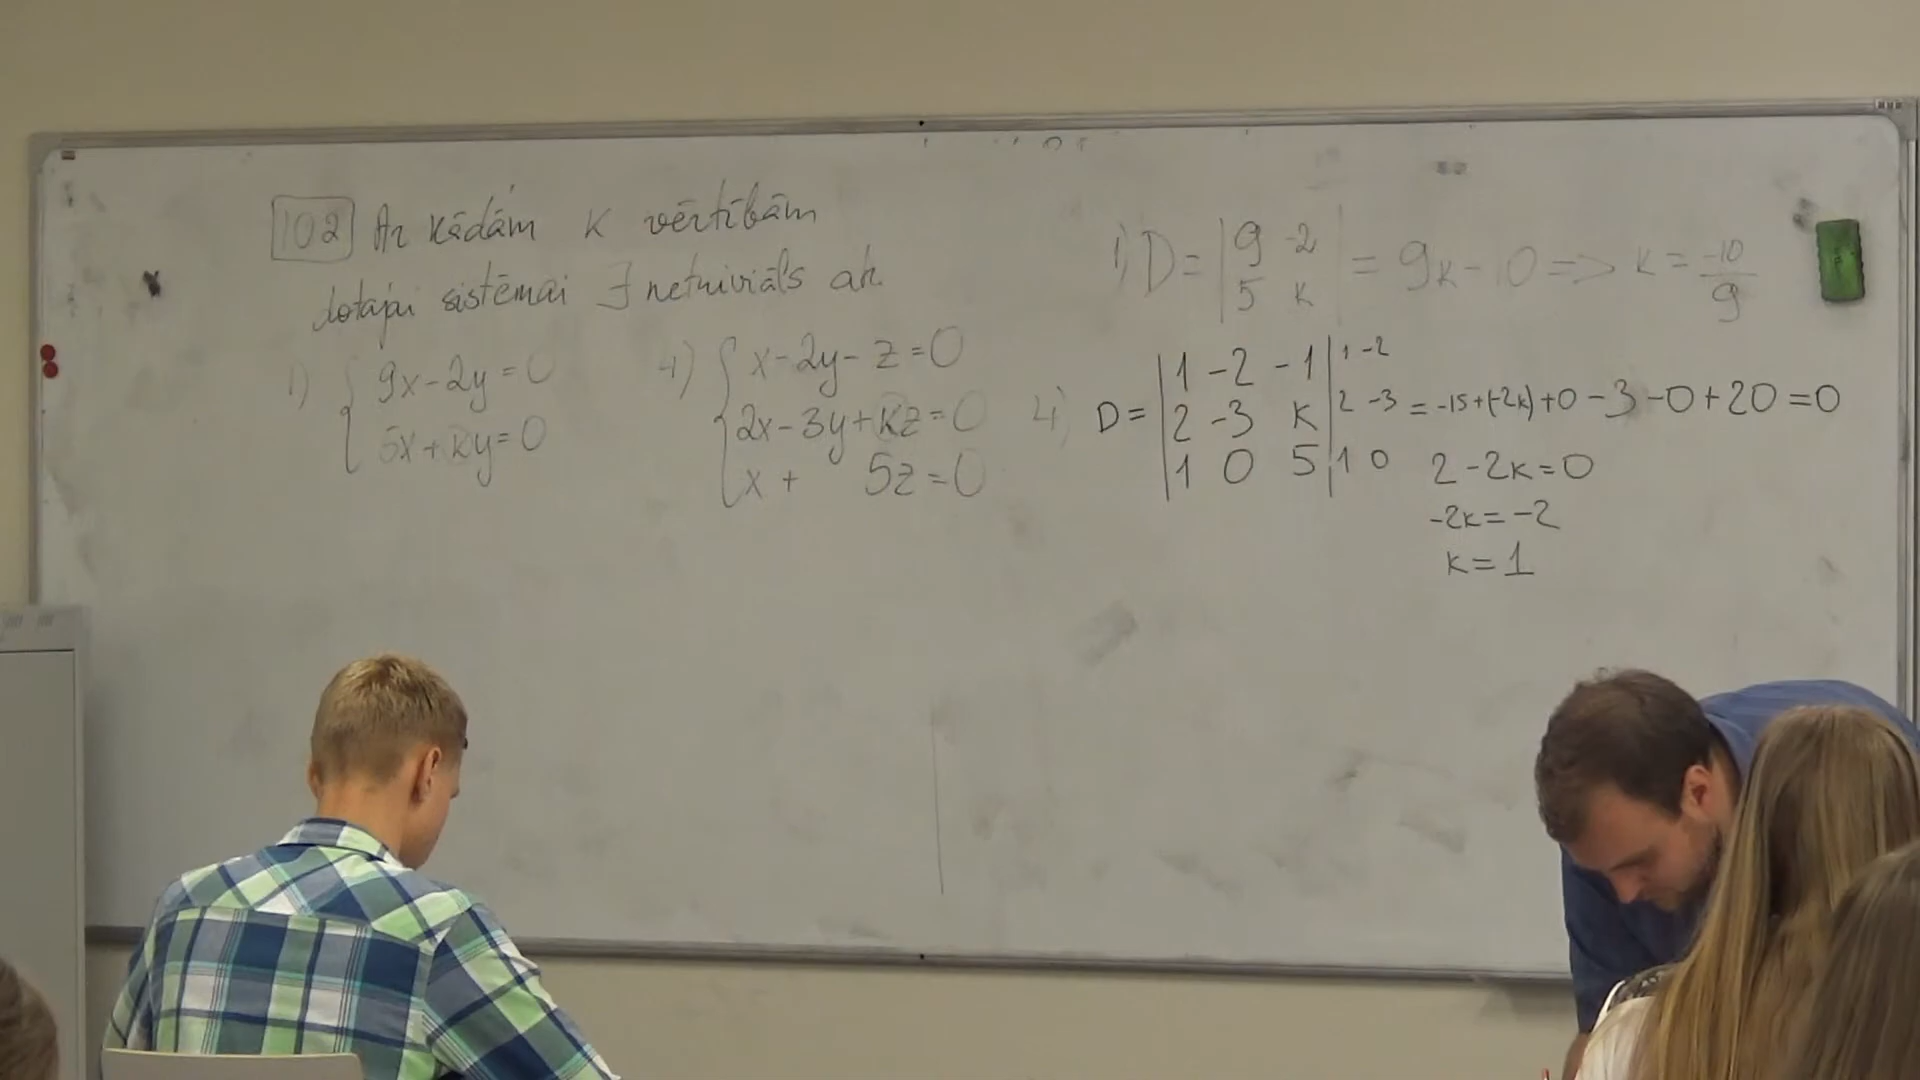 102 Ar kādām k vērtībām
dotajai sistēmai ∃ netriviāls atr.
1) { 9x-2y=0
5x+ky=0
4) { x-2y-z=0
2x-3y+kz=0
x+ 5z=0
1) D= | 9 -2 | = 9k-10 => k = -10/9
5 k
4) D= | 1 -2 -1 | 1 -2
2 -3 k | 2 -3 = -15+(-2k)+0-3-0+20=0
1 0 5 | 1 0
2-2k=0
-2k=-2
k=1